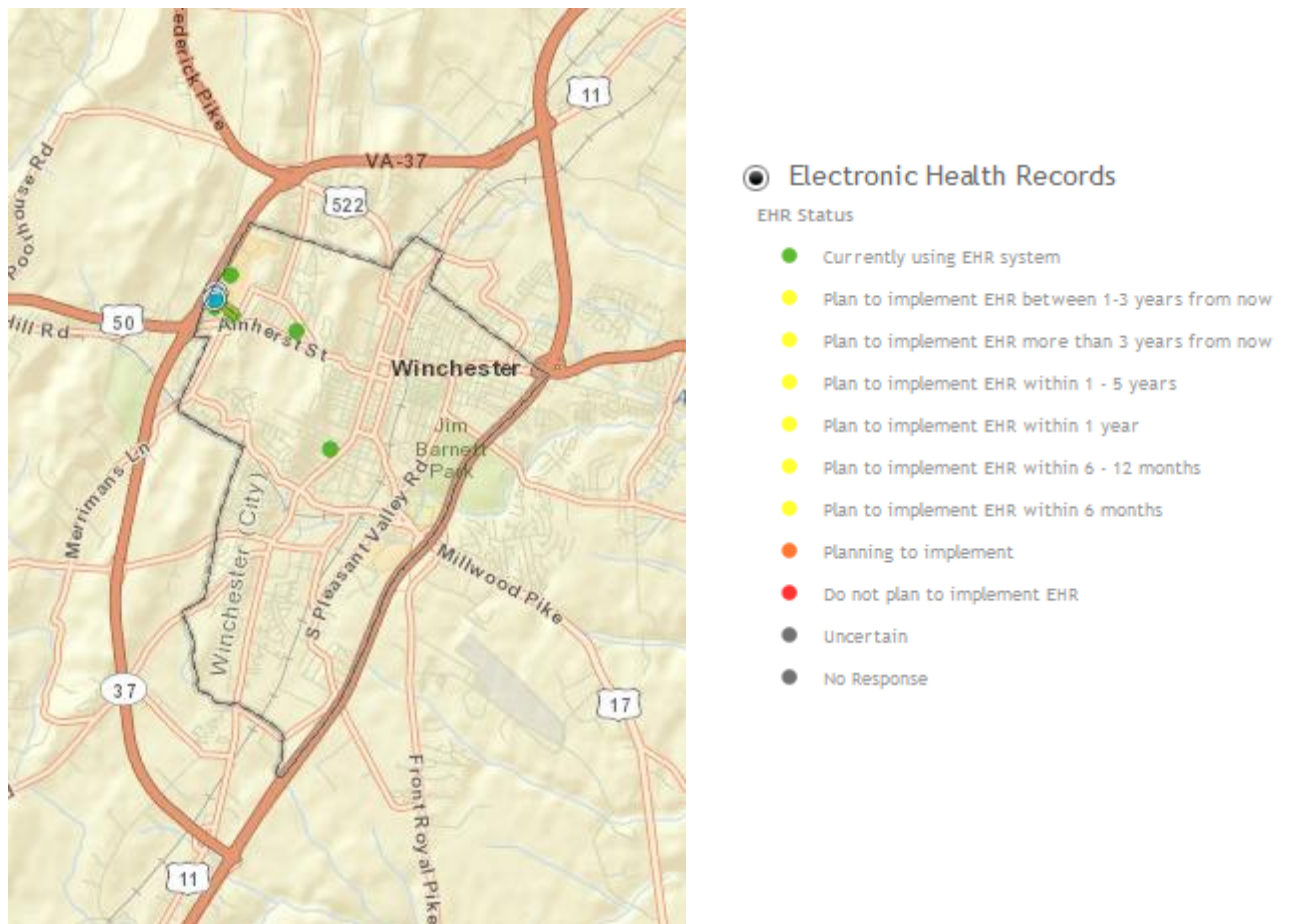 ederick Pike
11
VA-37
522
Poorhouse Rd
50
Hill Rd
Amherst St
Winchester
Jim
Barnett
Park
Merrimans Ln
Winchester (City)
S Pleasant Valley Rd
Millwood Pike
37
17
Front Royal Pike
11
Electronic Health Records
EHR Status
Currently using EHR system
Plan to implement EHR between 1-3 years from now
Plan to implement EHR more than 3 years from now
Plan to implement EHR within 1 - 5 years
Plan to implement EHR within 1 year
Plan to implement EHR within 6 - 12 months
Plan to implement EHR within 6 months
Planning to implement
Do not plan to implement EHR
Uncertain
No Response